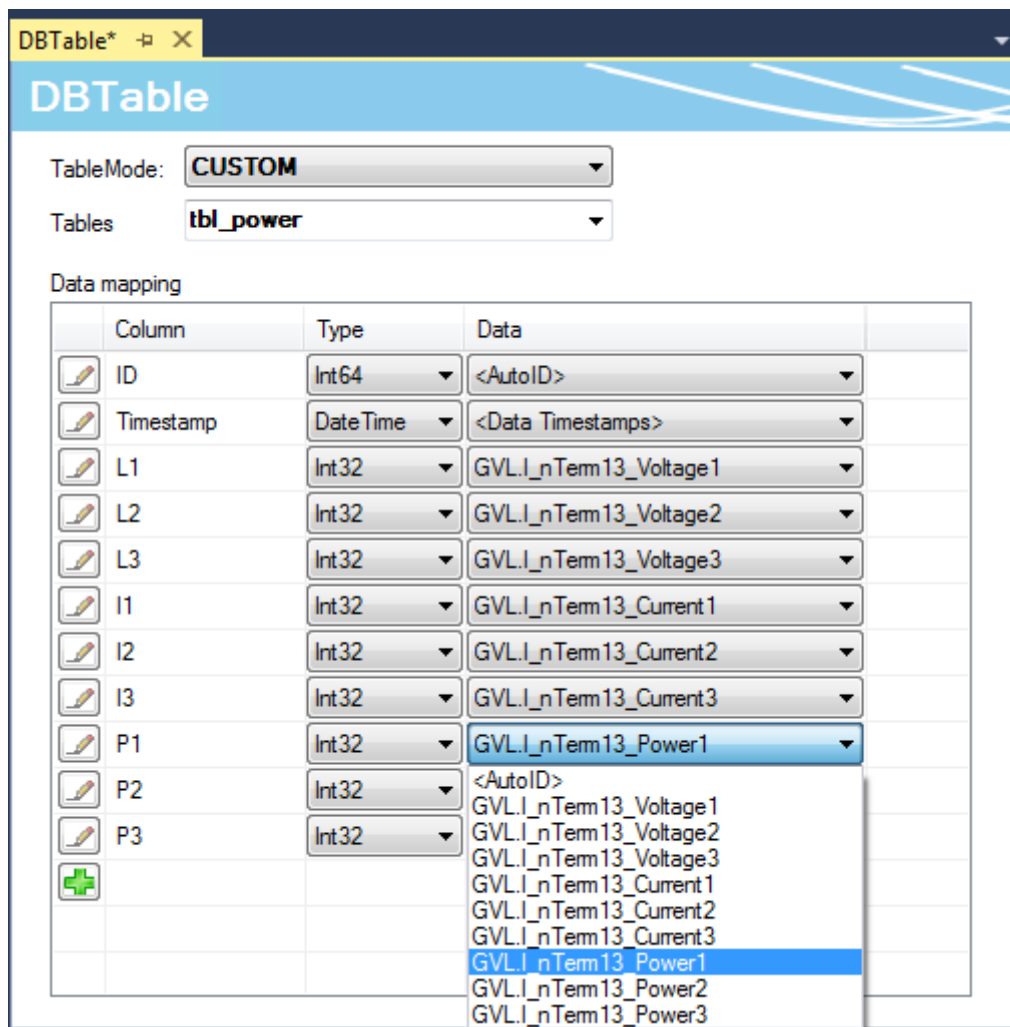 DBTable*
DBTable
TableMode: CUSTOM
Tables tbl_power
Data mapping
Column Type Data
ID Int64 <AutoID>
Timestamp DateTime <Data Timestamps>
L1 Int32 GVL.I_nTerm13_Voltage1
L2 Int32 GVL.I_nTerm13_Voltage2
L3 Int32 GVL.I_nTerm13_Voltage3
I1 Int32 GVL.I_nTerm13_Current1
I2 Int32 GVL.I_nTerm13_Current2
I3 Int32 GVL.I_nTerm13_Current3
P1 Int32 GVL.I_nTerm13_Power1
P2 Int32
P3 Int32
<AutoID>
GVL.I_nTerm13_Voltage1
GVL.I_nTerm13_Voltage2
GVL.I_nTerm13_Voltage3
GVL.I_nTerm13_Current1
GVL.I_nTerm13_Current2
GVL.I_nTerm13_Current3
GVL.I_nTerm13_Power1
GVL.I_nTerm13_Power2
GVL.I_nTerm13_Power3